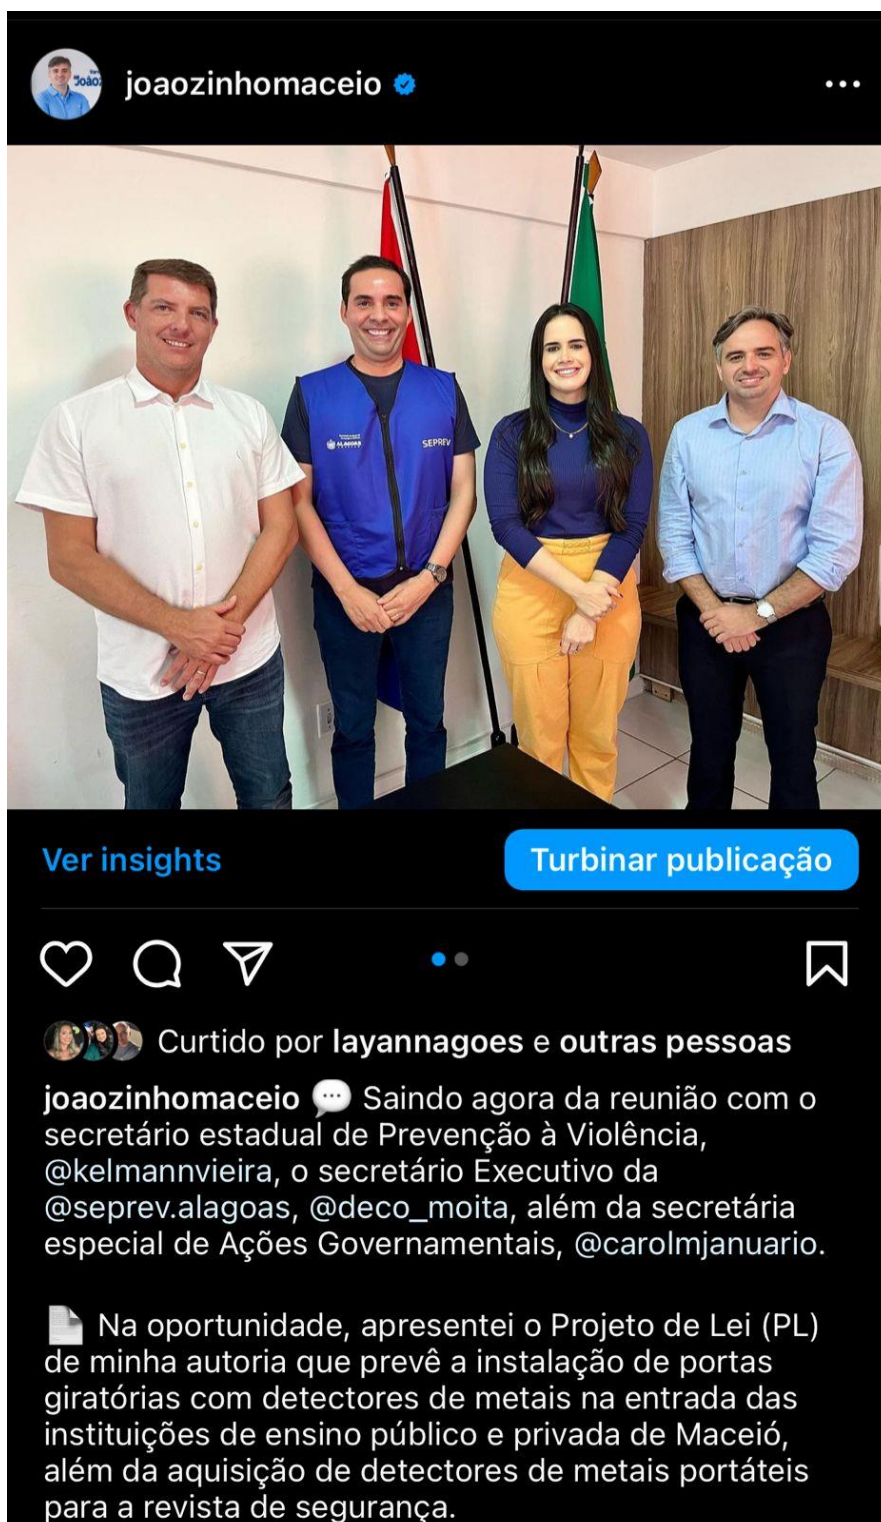 joaozinhomaceio
ALAGOAS
SEPREV
Ver insights
Turbinar publicação
Curtido por layannagoes e outras pessoas
joaozinhomaceio 💬 Saindo agora da reunião com o
secretário estadual de Prevenção à Violência,
@kelmannvieira, o secretário Executivo da
@seprev.alagoas, @deco_moita, além da secretária
especial de Ações Governamentais, @carolmjanuario.
📄 Na oportunidade, apresentei o Projeto de Lei (PL)
de minha autoria que prevê a instalação de portas
giratórias com detectores de metais na entrada das
instituições de ensino público e privada de Maceió,
além da aquisição de detectores de metais portáteis
para a revista de segurança.